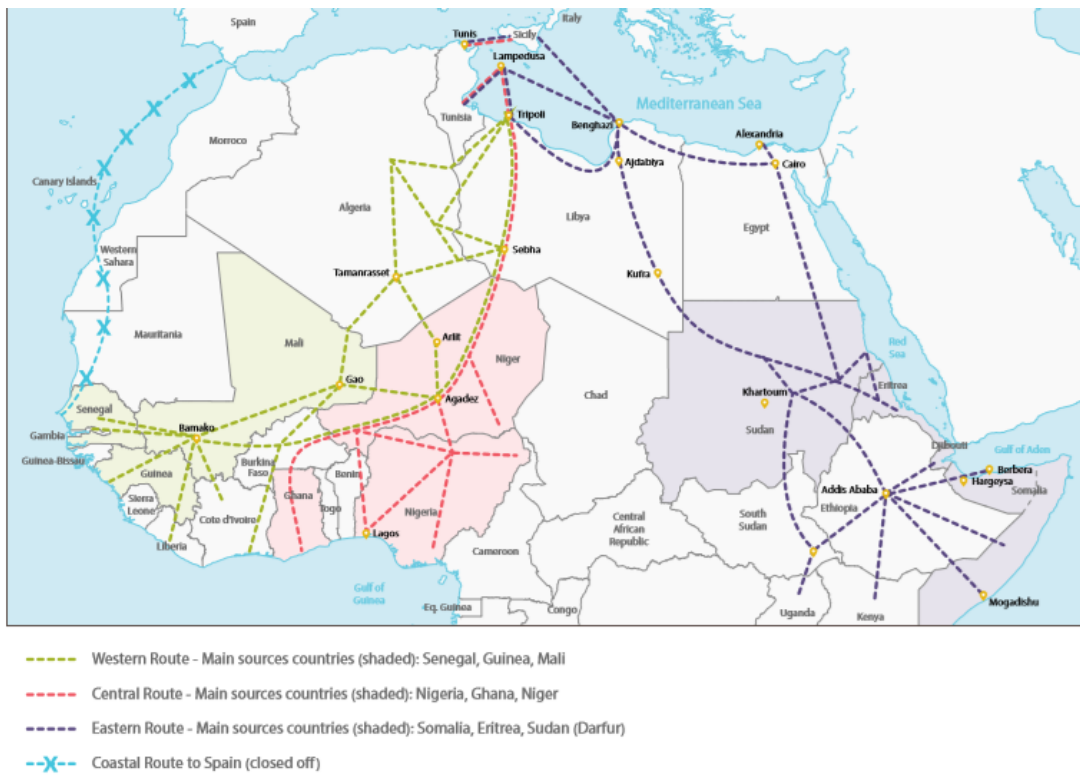 Spain
Italy
Tunis
Sicily
Lampedusa
Mediterranean Sea
Tunisia
Tripoli
Benghazi
Alexandria
Morocco
Ajdabiya
Cairo
Canary Islands
Algeria
Libya
Egypt
Western
Sahara
Sebha
Tamanrasset
Kufra
Mauritania
Mali
Arlit
Niger
Red
Sea
Gao
Agadez
Chad
Khartoum
Eritrea
Senegal
Sudan
Gambia
Bamako
Djibouti
Gulf of Aden
Guinea-Bissau
Guinea
Burkina
Faso
Benin
Berbera
Hargeysa
Somalia
Sierra
Leone
Ghana
Togo
Nigeria
Addis Ababa
Ethiopia
Cote d'Ivoire
South
Sudan
Central
African
Republic
Liberia
Lagos
Cameroon
Gulf of
Guinea
Eq. Guinea
Congo
Uganda
Kenya
Mogadishu
Western Route - Main sources countries (shaded): Senegal, Guinea, Mali
Central Route - Main sources countries (shaded): Nigeria, Ghana, Niger
Eastern Route - Main sources countries (shaded): Somalia, Eritrea, Sudan (Darfur)
Coastal Route to Spain (closed off)